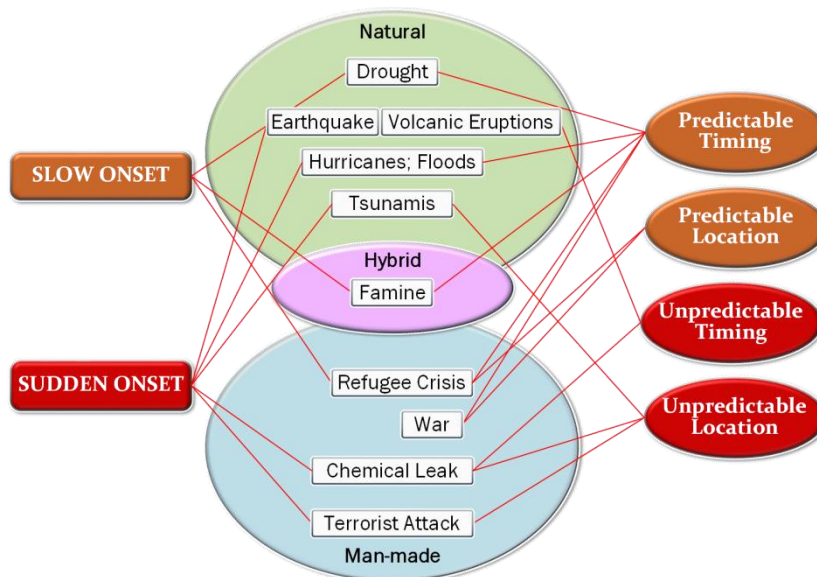 Natural
Drought
Earthquake
Volcanic Eruptions
Hurricanes; Floods
Tsunamis
Hybrid
Famine
Refugee Crisis
War
Chemical Leak
Terrorist Attack
Man-made
SLOW ONSET
SUDDEN ONSET
Predictable
Timing
Predictable
Location
Unpredictable
Timing
Unpredictable
Location